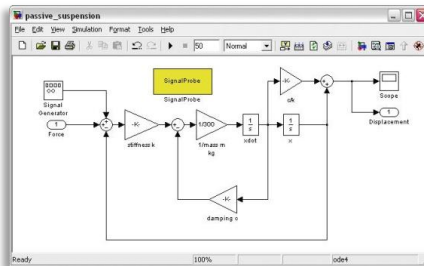 passive_suspension
File Edit View Simulation Format Tools Help
50
Normal
SignalProbe
SignalProbe
Signal
Generator
1
Force
-K-
stiffness k
1/300
1/mass m
kg
1
s
xdot
1
s
x
-K-
c/k
Scope
1
Displacement
-K-
damping c
Ready
100%
ode4